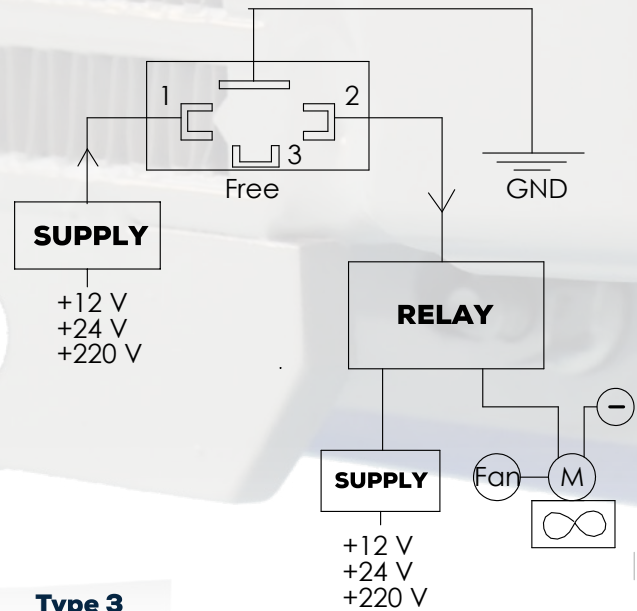 1
2
3
Free
GND
SUPPLY
+12 V
+24 V
+220 V
RELAY
SUPPLY
+12 V
+24 V
+220 V
Fan
M
–
Type 3